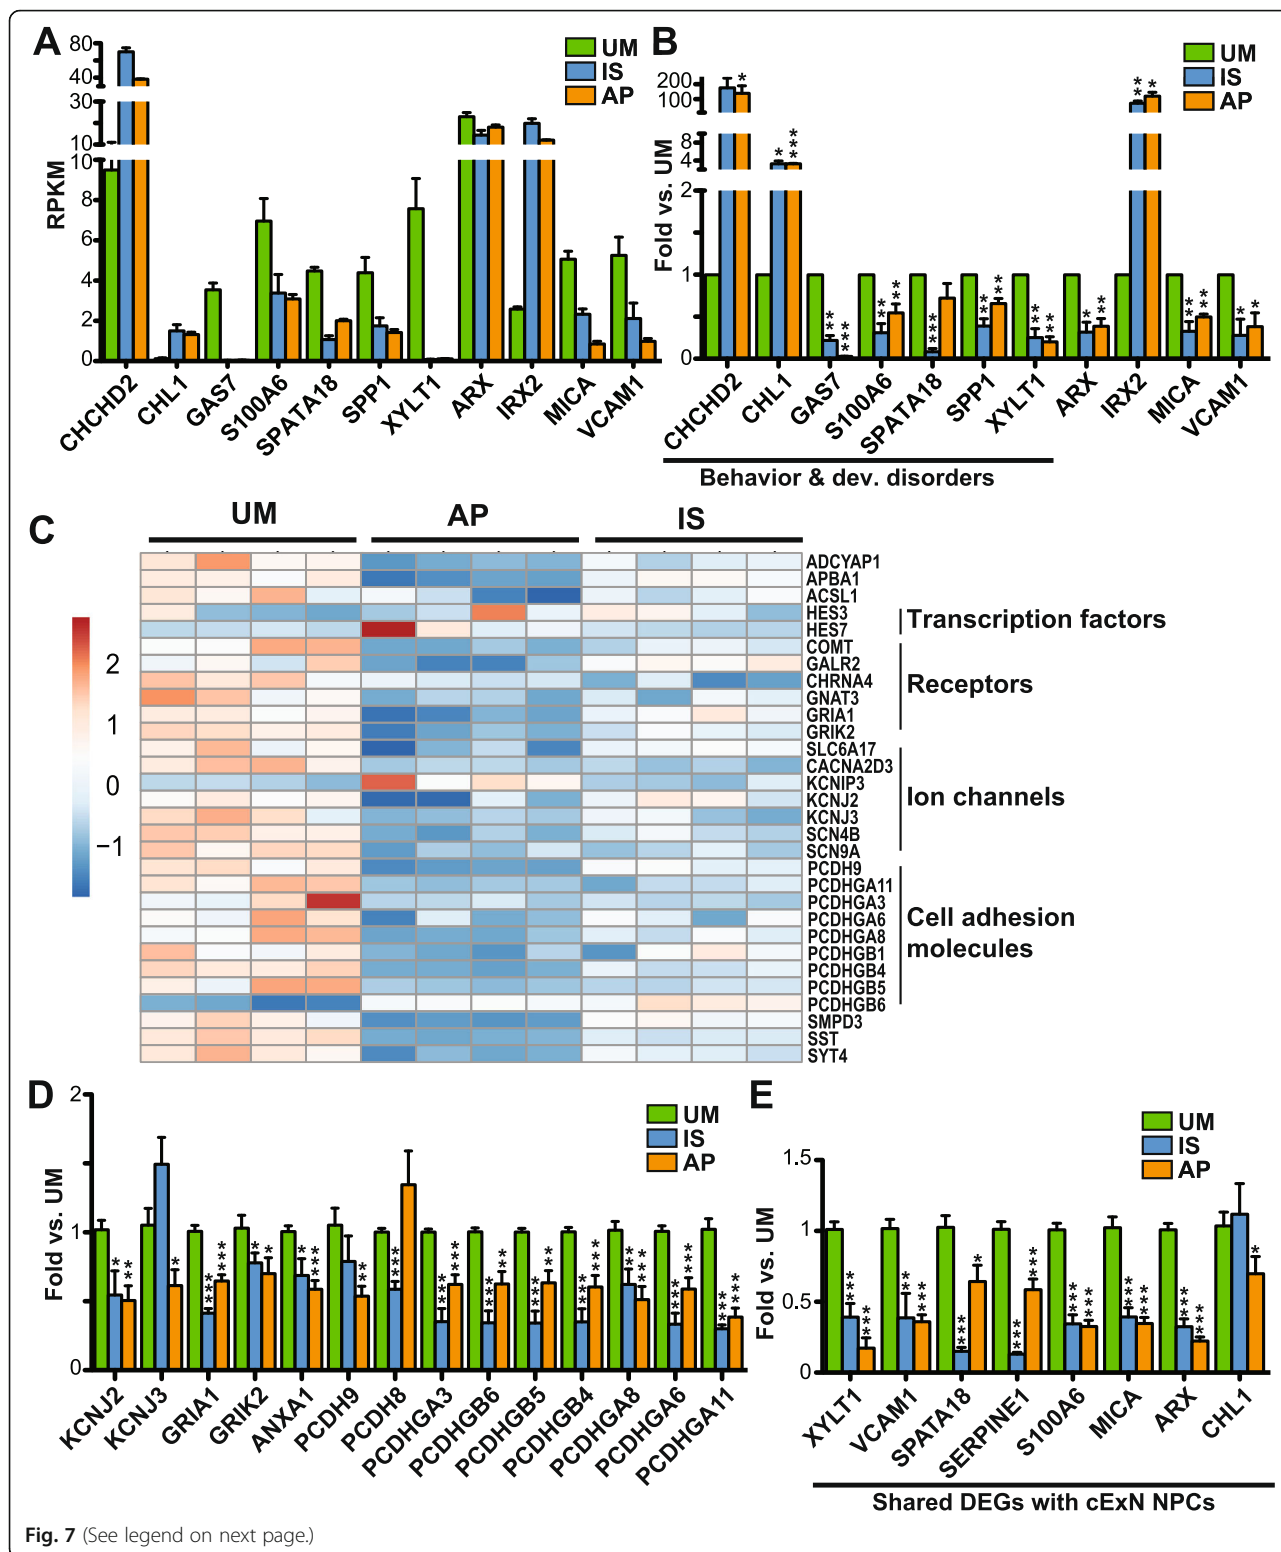 A
80
40
30
10
10
8
6
4
2
0
RPKM
UM
IS
AP
CHCHD2
CHL1
GAS7
S100A6
SPATA18
SPP1
XYLT1
ARX
IRX2
MICA
VCAM1
B
200
100
8
4
2
1
0
Fold vs. UM
UM
IS
AP
* * * * * * * * * * * * * * * * * * * * * * * * * * * * * * * * * * * *
CHCHD2
CHL1
GAS7
S100A6
SPATA18
SPP1
XYLT1
ARX
IRX2
MICA
VCAM1
Behavior & dev. disorders
C
UM
AP
IS
2
1
0
−1
ADCYAP1
APBA1
ACSL1
HES3
HES7
COMT
GALR2
CHRNA4
GNAT3
GRIA1
GRIK2
SLC6A17
CACNA2D3
KCNIP3
KCNJ2
KCNJ3
SCN4B
SCN9A
PCDH9
PCDHGA11
PCDHGA3
PCDHGA6
PCDHGA8
PCDHGB1
PCDHGB4
PCDHGB5
PCDHGB6
SMPD3
SST
SYT4
Transcription factors
Receptors
Ion channels
Cell adhesion
molecules
D
2
1
0
Fold vs. UM
UM
IS
AP
KCNJ2
KCNJ3
GRIA1
GRIK2
ANXA1
PCDH9
PCDH8
PCDHGA3
PCDHGB6
PCDHGB5
PCDHGB4
PCDHGA8
PCDHGA6
PCDHGA11
E
1.5
1
0.5
0
Fold vs. UM
UM
IS
AP
XYLT1
VCAM1
SPATA18
SERPINE1
S100A6
MICA
ARX
CHL1
Shared DEGs with cExN NPCs
Fig. 7 (See legend on next page.)